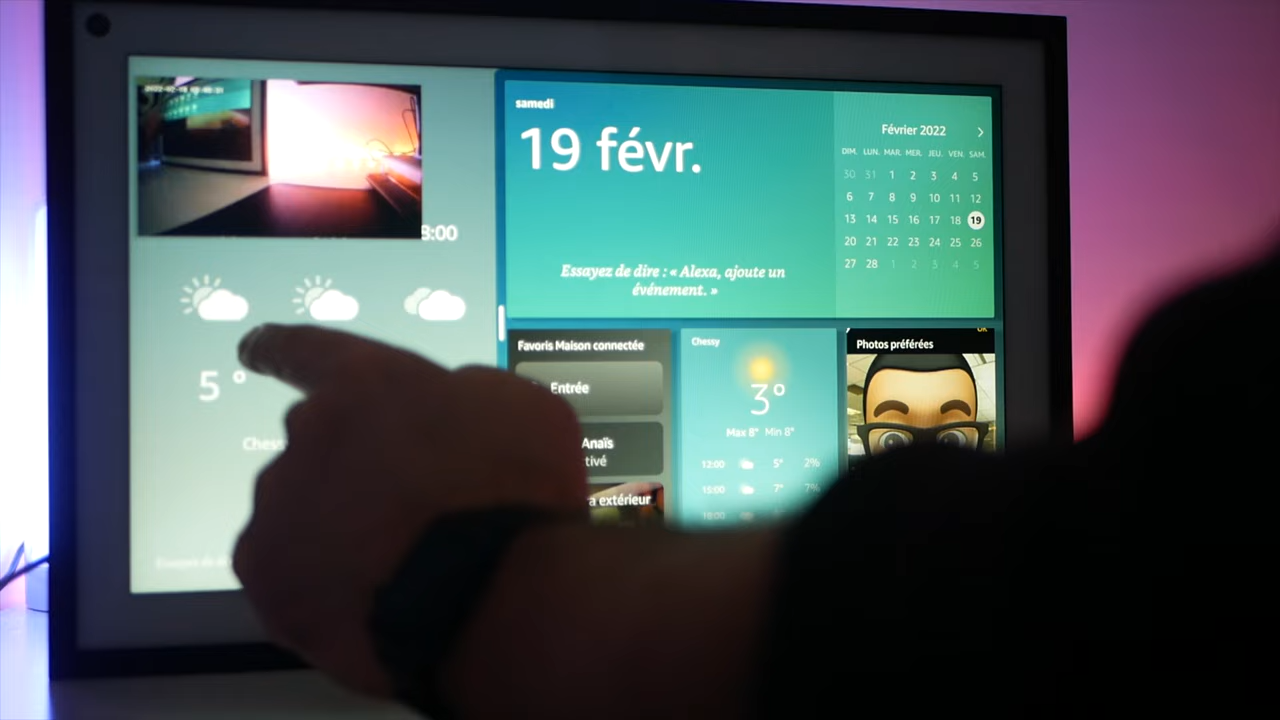 8:00
5°
samedi
19 févr.
Essayez de dire : « Alexa, ajoute un
événement. »
Février 2022
DIM. LUN. MAR. MER. JEU. VEN. SAM.
30 31 1 2 3 4 5
6 7 8 9 10 11 12
13 14 15 16 17 18 19
20 21 22 23 24 25 26
27 28 1 2 3 4 5
Favoris Maison connectée
Entrée
Anaïs
tivé
a extérieur
Chessy
3°
Max 8° Min 8°
12:00 5° 2%
15:00 7° 7%
18:00
Photos préférées